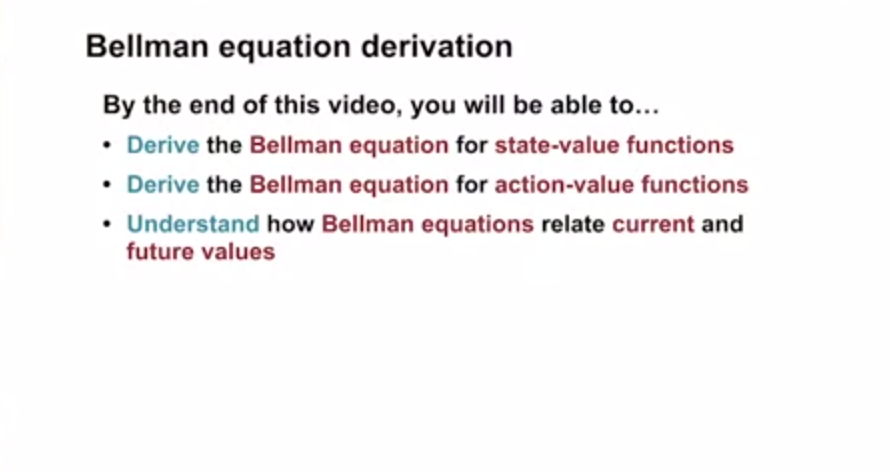 Bellman equation derivation
By the end of this video, you will be able to...
• Derive the Bellman equation for state-value functions
• Derive the Bellman equation for action-value functions
• Understand how Bellman equations relate current and
future values